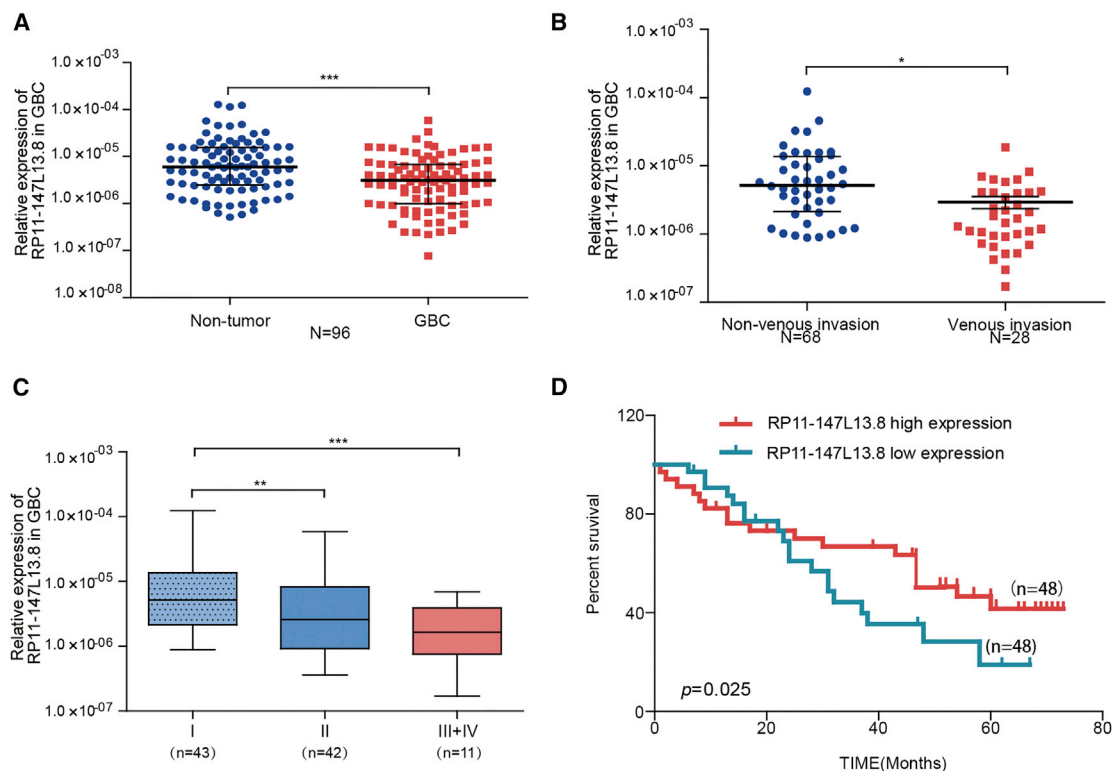 A
Relative expression of
RP11-147L13.8 in GBC
1.0×10-03
1.0×10-04
1.0×10-05
1.0×10-06
1.0×10-07
1.0×10-08
***
Non-tumor
GBC
N=96
B
Relative expression of
RP11-147L13.8 in GBC
1.0×10-03
1.0×10-04
1.0×10-05
1.0×10-06
1.0×10-07
*
Non-venous invasion
N=68
Venous invasion
N=28
C
Relative expression of
RP11-147L13.8 in GBC
1.0×10-03
1.0×10-04
1.0×10-05
1.0×10-06
1.0×10-07
***
**
I
II
III+IV
(n=43)
(n=42)
(n=11)
D
Percent sruvival
120
80
40
0
RP11-147L13.8 high expression
RP11-147L13.8 low expression
(n=48)
(n=48)
p=0.025
0
20
40
60
80
TIME(Months)